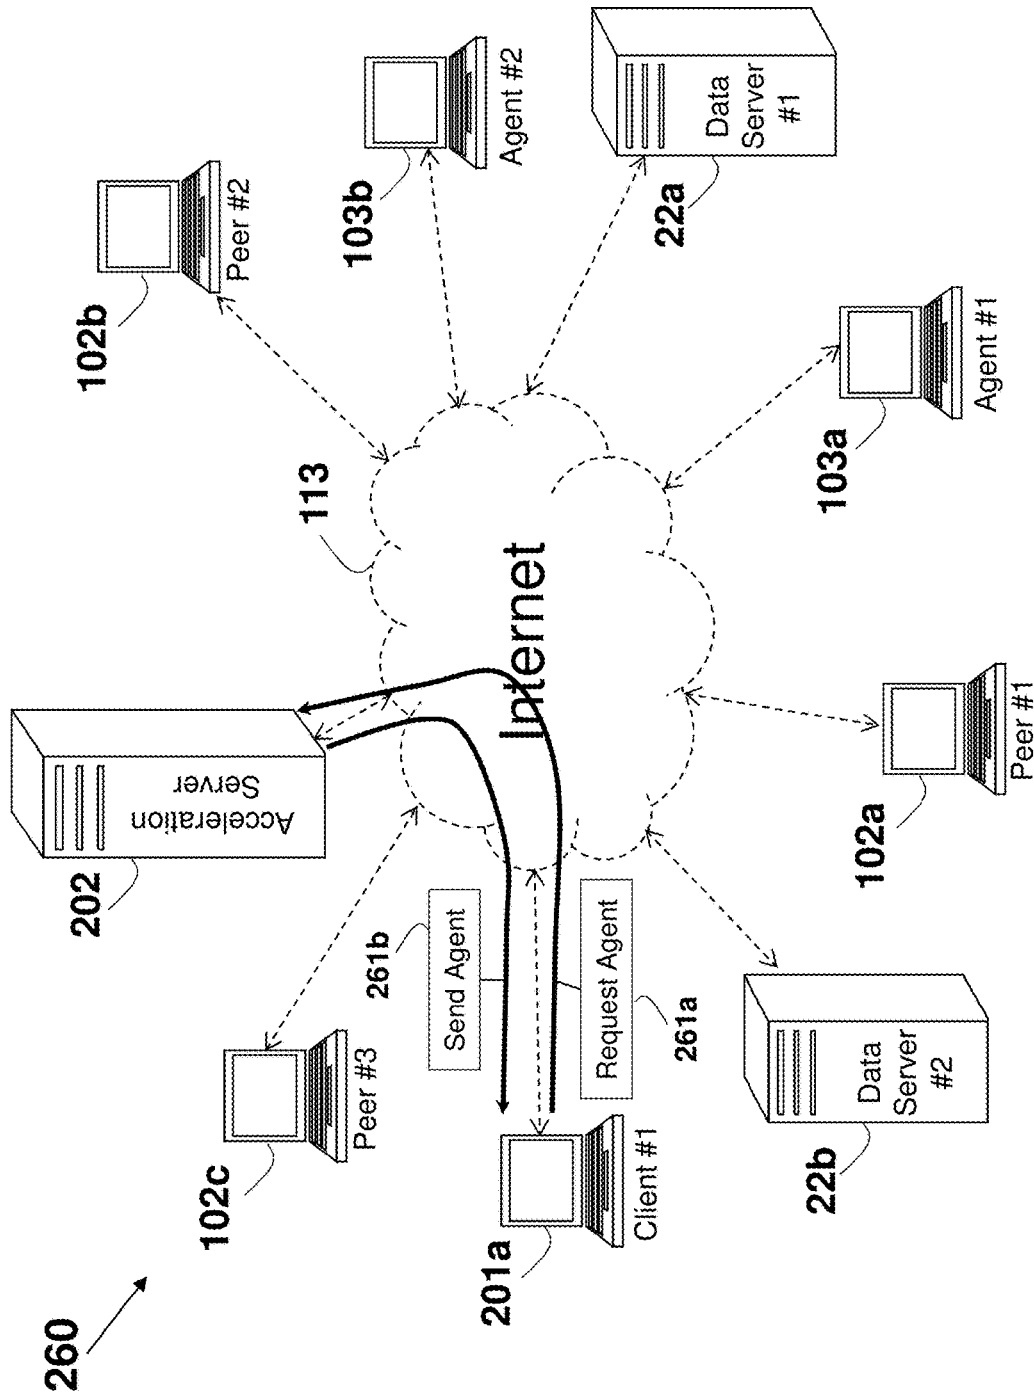 260
102c
Peer #3
202
Acceleration
Server
113
102b
Peer #2
103b
Agent #2
201a
Client #1
261b
Send Agent
Request Agent
261a
Internet
22a
Data
Server
#1
22b
Data
Server
#2
102a
Peer #1
103a
Agent #1